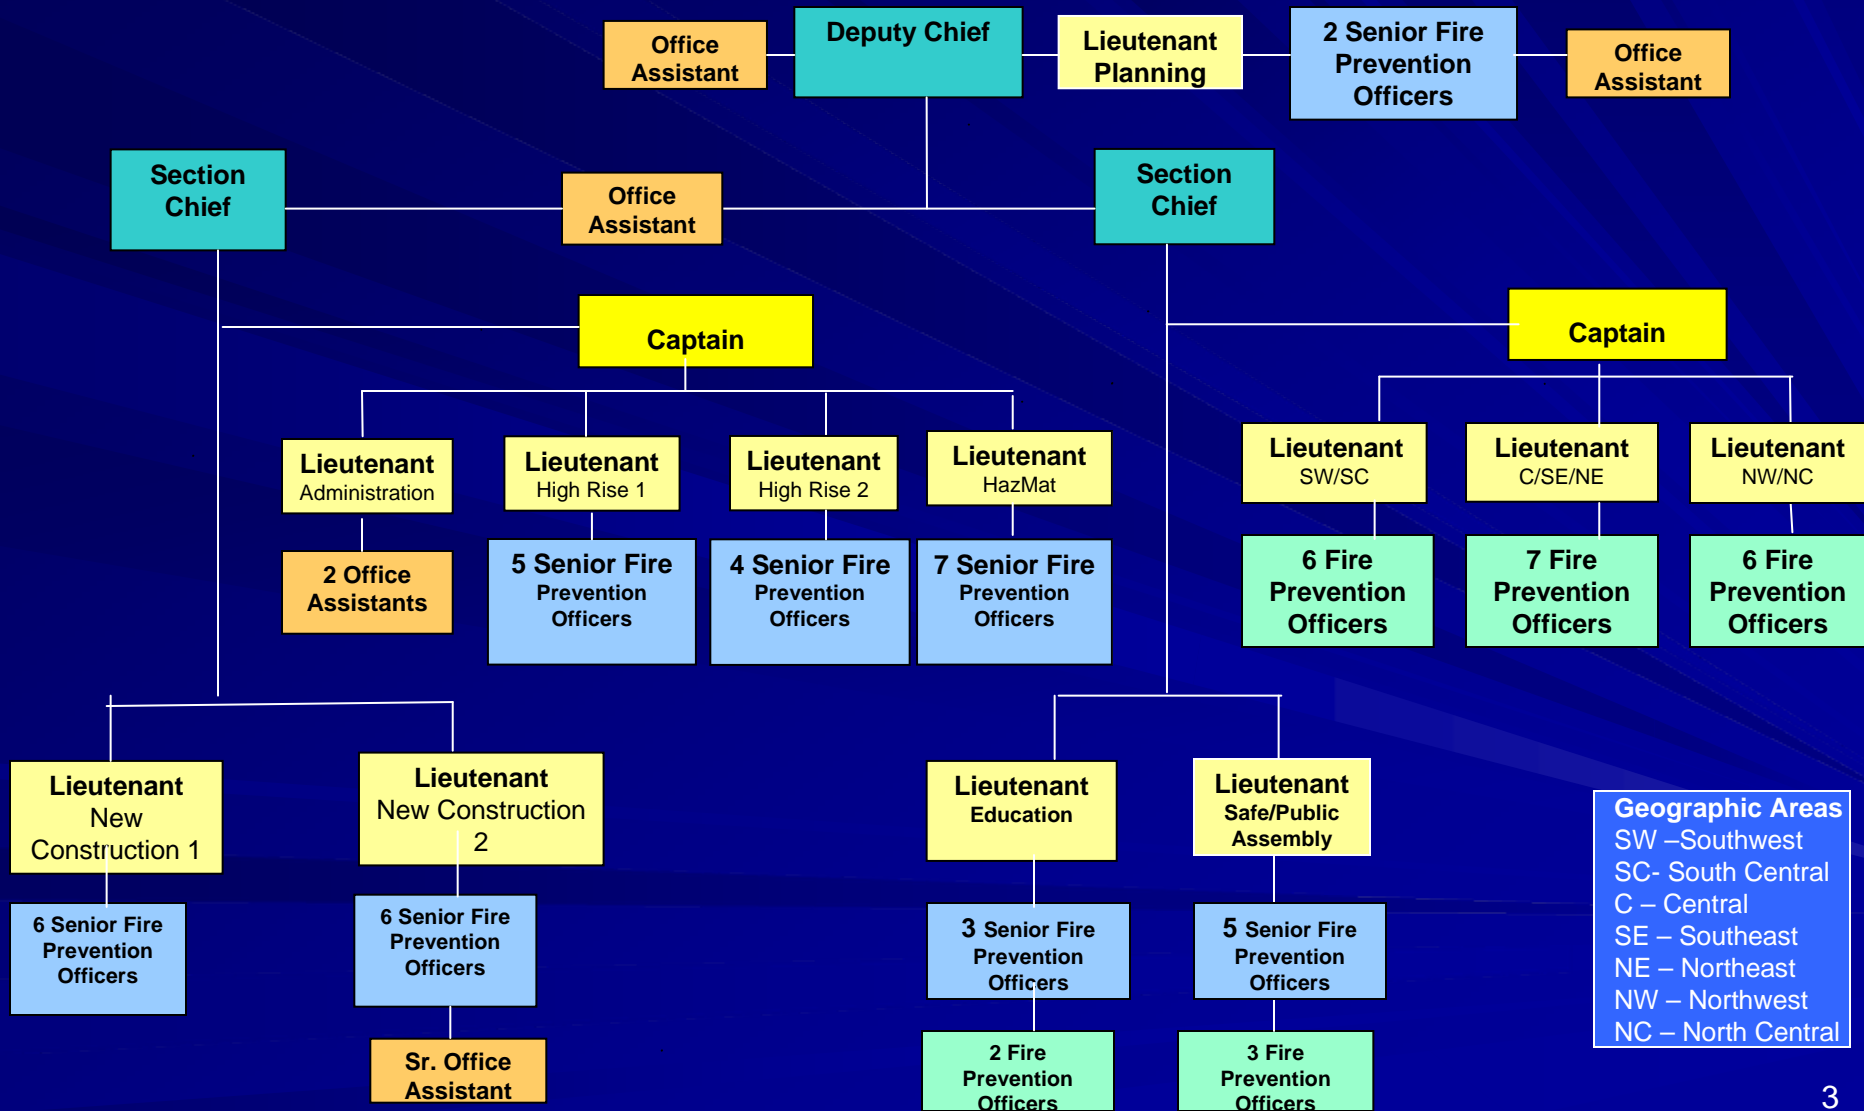 Office
Assistant
Deputy Chief
Lieutenant
Planning
2 Senior Fire
Prevention
Officers
Office
Assistant
Section
Chief
Office
Assistant
Section
Chief
Captain
Captain
Lieutenant
Administration
Lieutenant
High Rise 1
Lieutenant
High Rise 2
Lieutenant
HazMat
Lieutenant
SW/SC
Lieutenant
C/SE/NE
Lieutenant
NW/NC
2 Office
Assistants
5 Senior Fire
Prevention
Officers
4 Senior Fire
Prevention
Officers
7 Senior Fire
Prevention
Officers
6 Fire
Prevention
Officers
7 Fire
Prevention
Officers
6 Fire
Prevention
Officers
Lieutenant
New
Construction 1
Lieutenant
New Construction
2
Lieutenant
Education
Lieutenant
Safe/Public
Assembly
6 Senior Fire
Prevention
Officers
6 Senior Fire
Prevention
Officers
3 Senior Fire
Prevention
Officers
5 Senior Fire
Prevention
Officers
Sr. Office
Assistant
2 Fire
Prevention
Officers
3 Fire
Prevention
Officers
Geographic Areas
SW –Southwest
SC- South Central
C – Central
SE – Southeast
NE – Northeast
NW – Northwest
NC – North Central
3